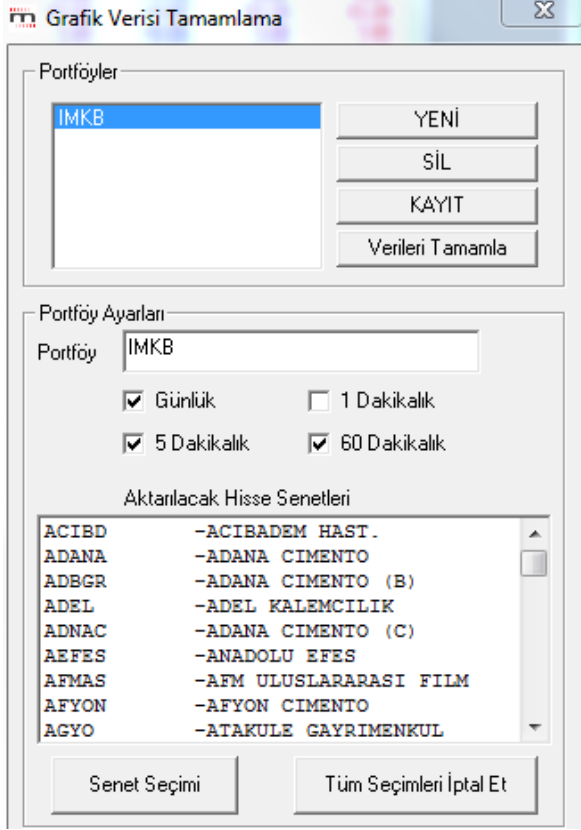 Grafik Verisi Tamamlama
Portföyler
IMKB
YENİ
SİL
KAYIT
Verileri Tamamla
Portföy Ayarları
Portföy IMKB
Günlük 1 Dakikalık
5 Dakikalık 60 Dakikalık
Aktarılacak Hisse Senetleri
ACIBD -ACIBADEM HAST.
ADANA -ADANA CIMENTO
ADBGR -ADANA CIMENTO (B)
ADEL -ADEL KALEMCILIK
ADNAC -ADANA CIMENTO (C)
AEFES -ANADOLU EFES
AFMAS -AFM ULUSLARARASI FILM
AFYON -AFYON CIMENTO
AGYO -ATAKULE GAYRIMENKUL
Senet Seçimi Tüm Seçimleri İptal Et